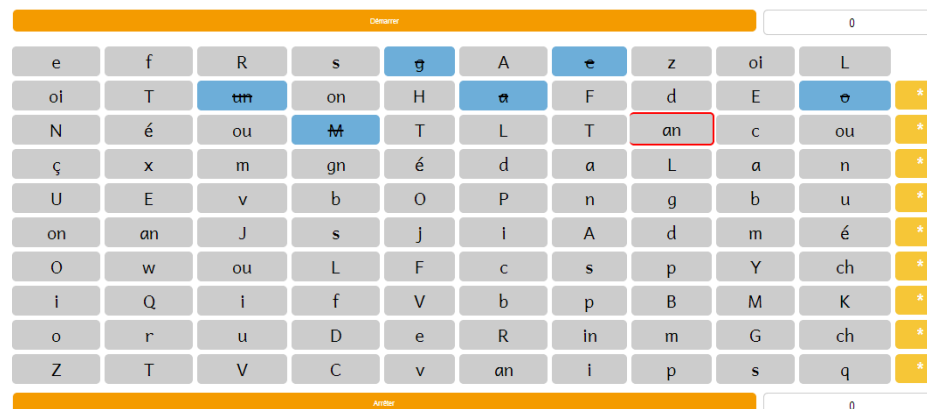 Démarrer 0
e f R s g A e z oi L
oi T un on H a F d E o *
N é ou M T L T an c ou *
ç x m gn é d a L a n *
U E v b O P n g b u *
on an J s j i A d m é *
O w ou L F c s p Y ch *
i Q i f V b p B M K *
o r u D e R in m G ch *
Z T V C v an i p s q *
Arrêter 0